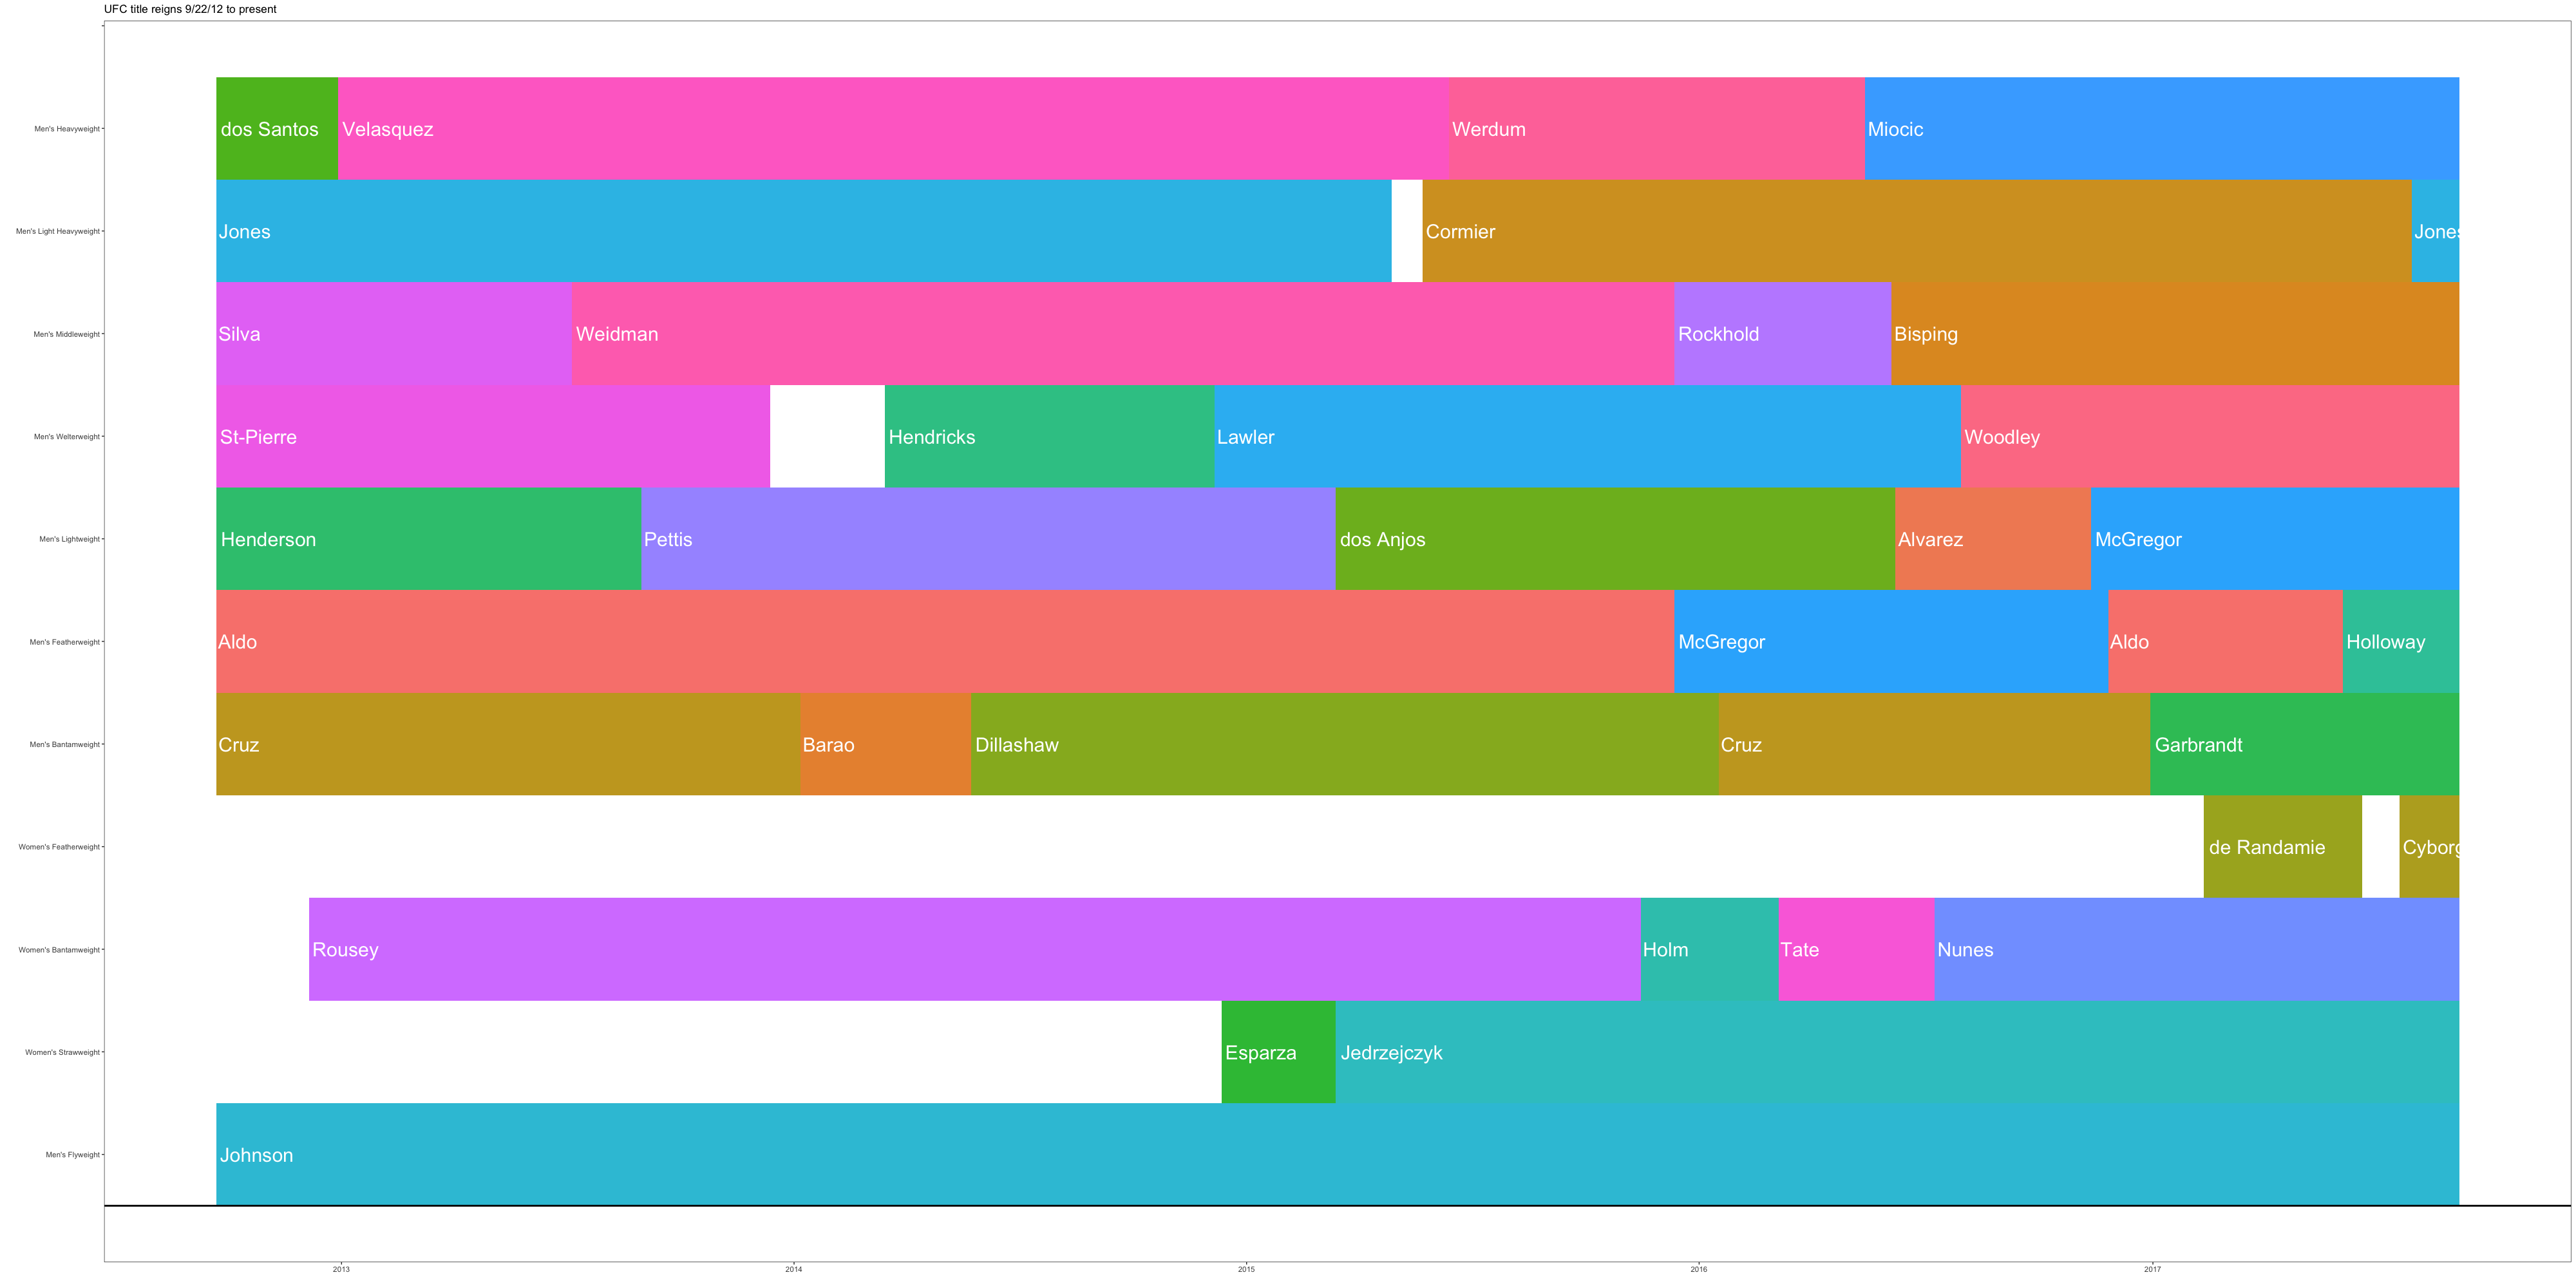 UFC title reigns 9/22/12 to present
Men's Heavyweight dos Santos Velasquez Werdum Miocic
Men's Light Heavyweight Jones Cormier Jones
Men's Middleweight Silva Weidman Rockhold Bisping
Men's Welterweight St-Pierre Hendricks Lawler Woodley
Men's Lightweight Henderson Pettis dos Anjos Alvarez McGregor
Men's Featherweight Aldo McGregor Aldo Holloway
Men's Bantamweight Cruz Barao Dillashaw Cruz Garbrandt
Women's Featherweight de Randamie Cyborg
Women's Bantamweight Rousey Holm Tate Nunes
Women's Strawweight Esparza Jedrzejczyk
Men's Flyweight Johnson
2013 2014 2015 2016 2017